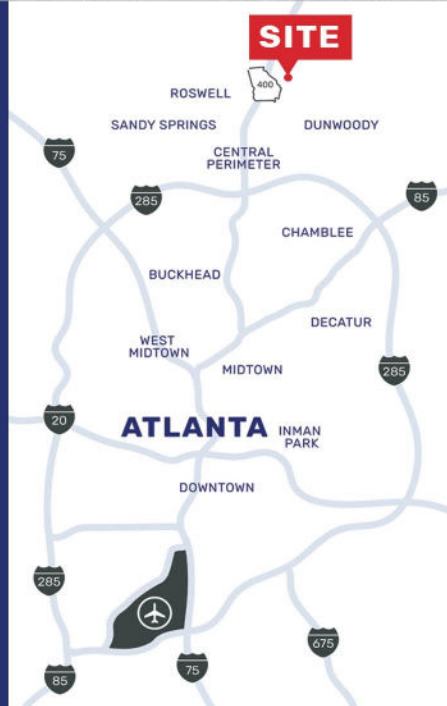 SITE
400
ROSWELL
SANDY SPRINGS
DUNWOODY
75
CENTRAL
PERIMETER
285
85
CHAMBLEE
BUCKHEAD
DECATUR
WEST
MIDTOWN
MIDTOWN
285
20
ATLANTA
INMAN
PARK
DOWNTOWN
285
675
75
85